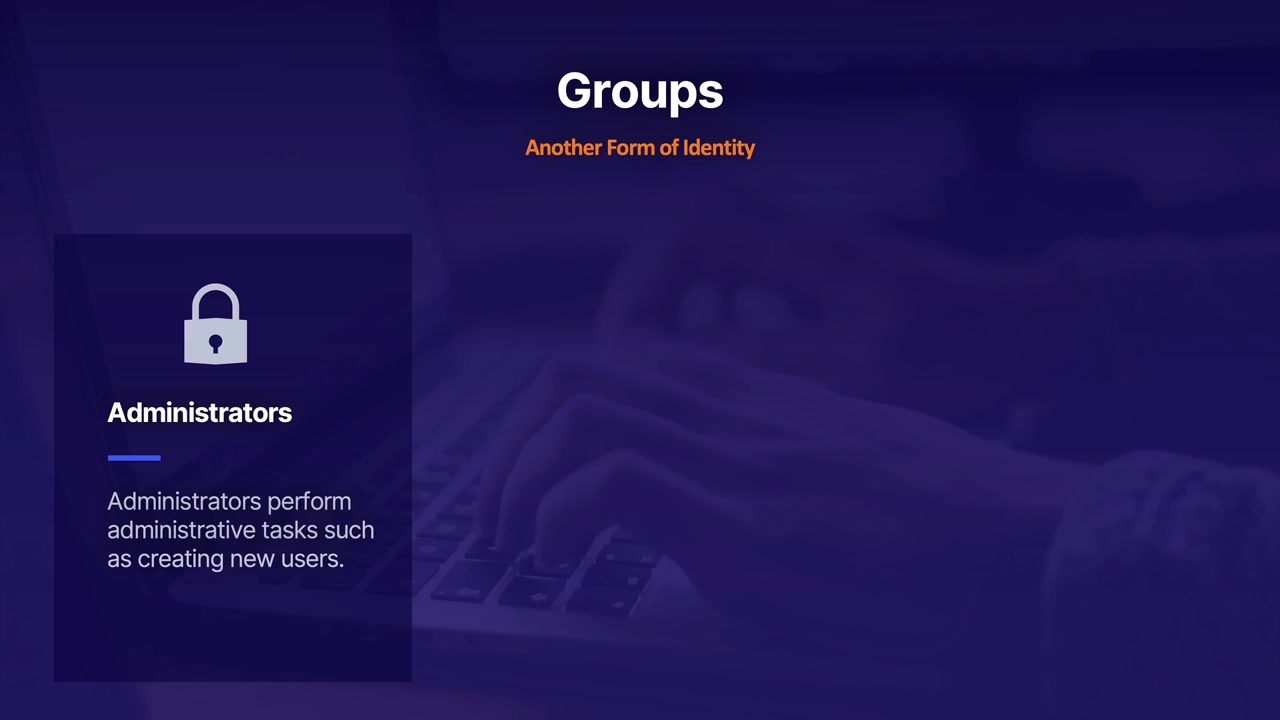 Groups
Another Form of Identity
Administrators
Administrators perform
administrative tasks such
as creating new users.